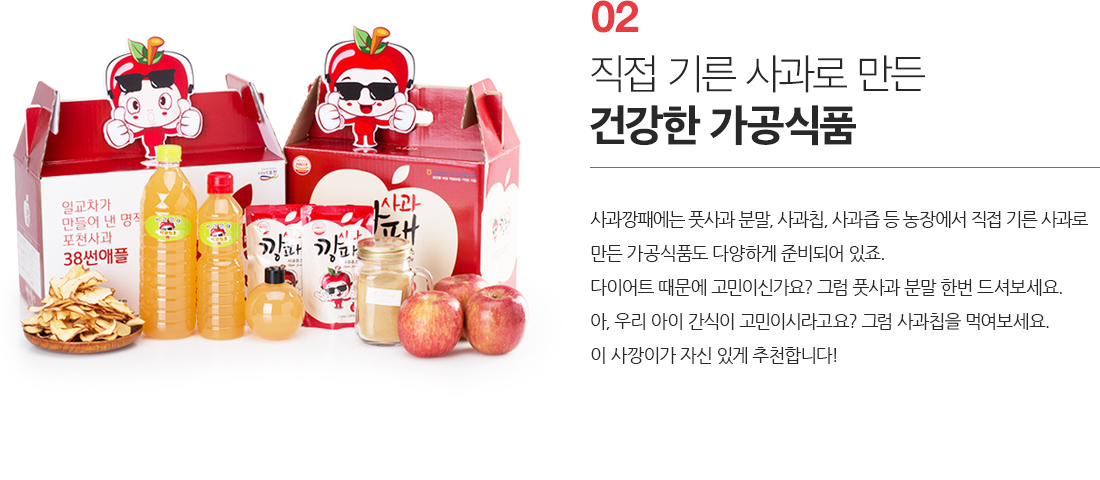 02
직접 기른 사과로 만든
건강한 가공식품
사과깡패에는 풋사과 분말, 사과칩, 사과즙 등 농장에서 직접 기른 사과로
만든 가공식품도 다양하게 준비되어 있죠.
다이어트 때문에 고민이신가요? 그럼 풋사과 분말 한번 드셔보세요.
아, 우리 아이 간식이 고민이시라고요? 그럼 사과칩을 먹여보세요.
이 사깡이가 자신 있게 추천합니다!
일교차가
만들어 낸 명작
포천사과
38썬애플
사과
깡패
사과
깡패